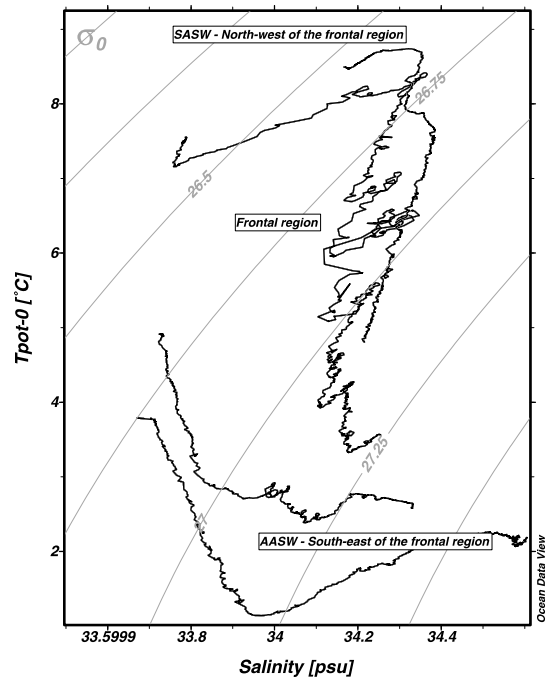 SASW - North-west of the frontal region
σ0
26.75
8
26.5
Frontal region
6
Tpot-0 [˚C]
4
27.25
27
AASW - South-east of the frontal region
2
Ocean Data View
33.5999 33.8 34 34.2 34.4
Salinity [psu]